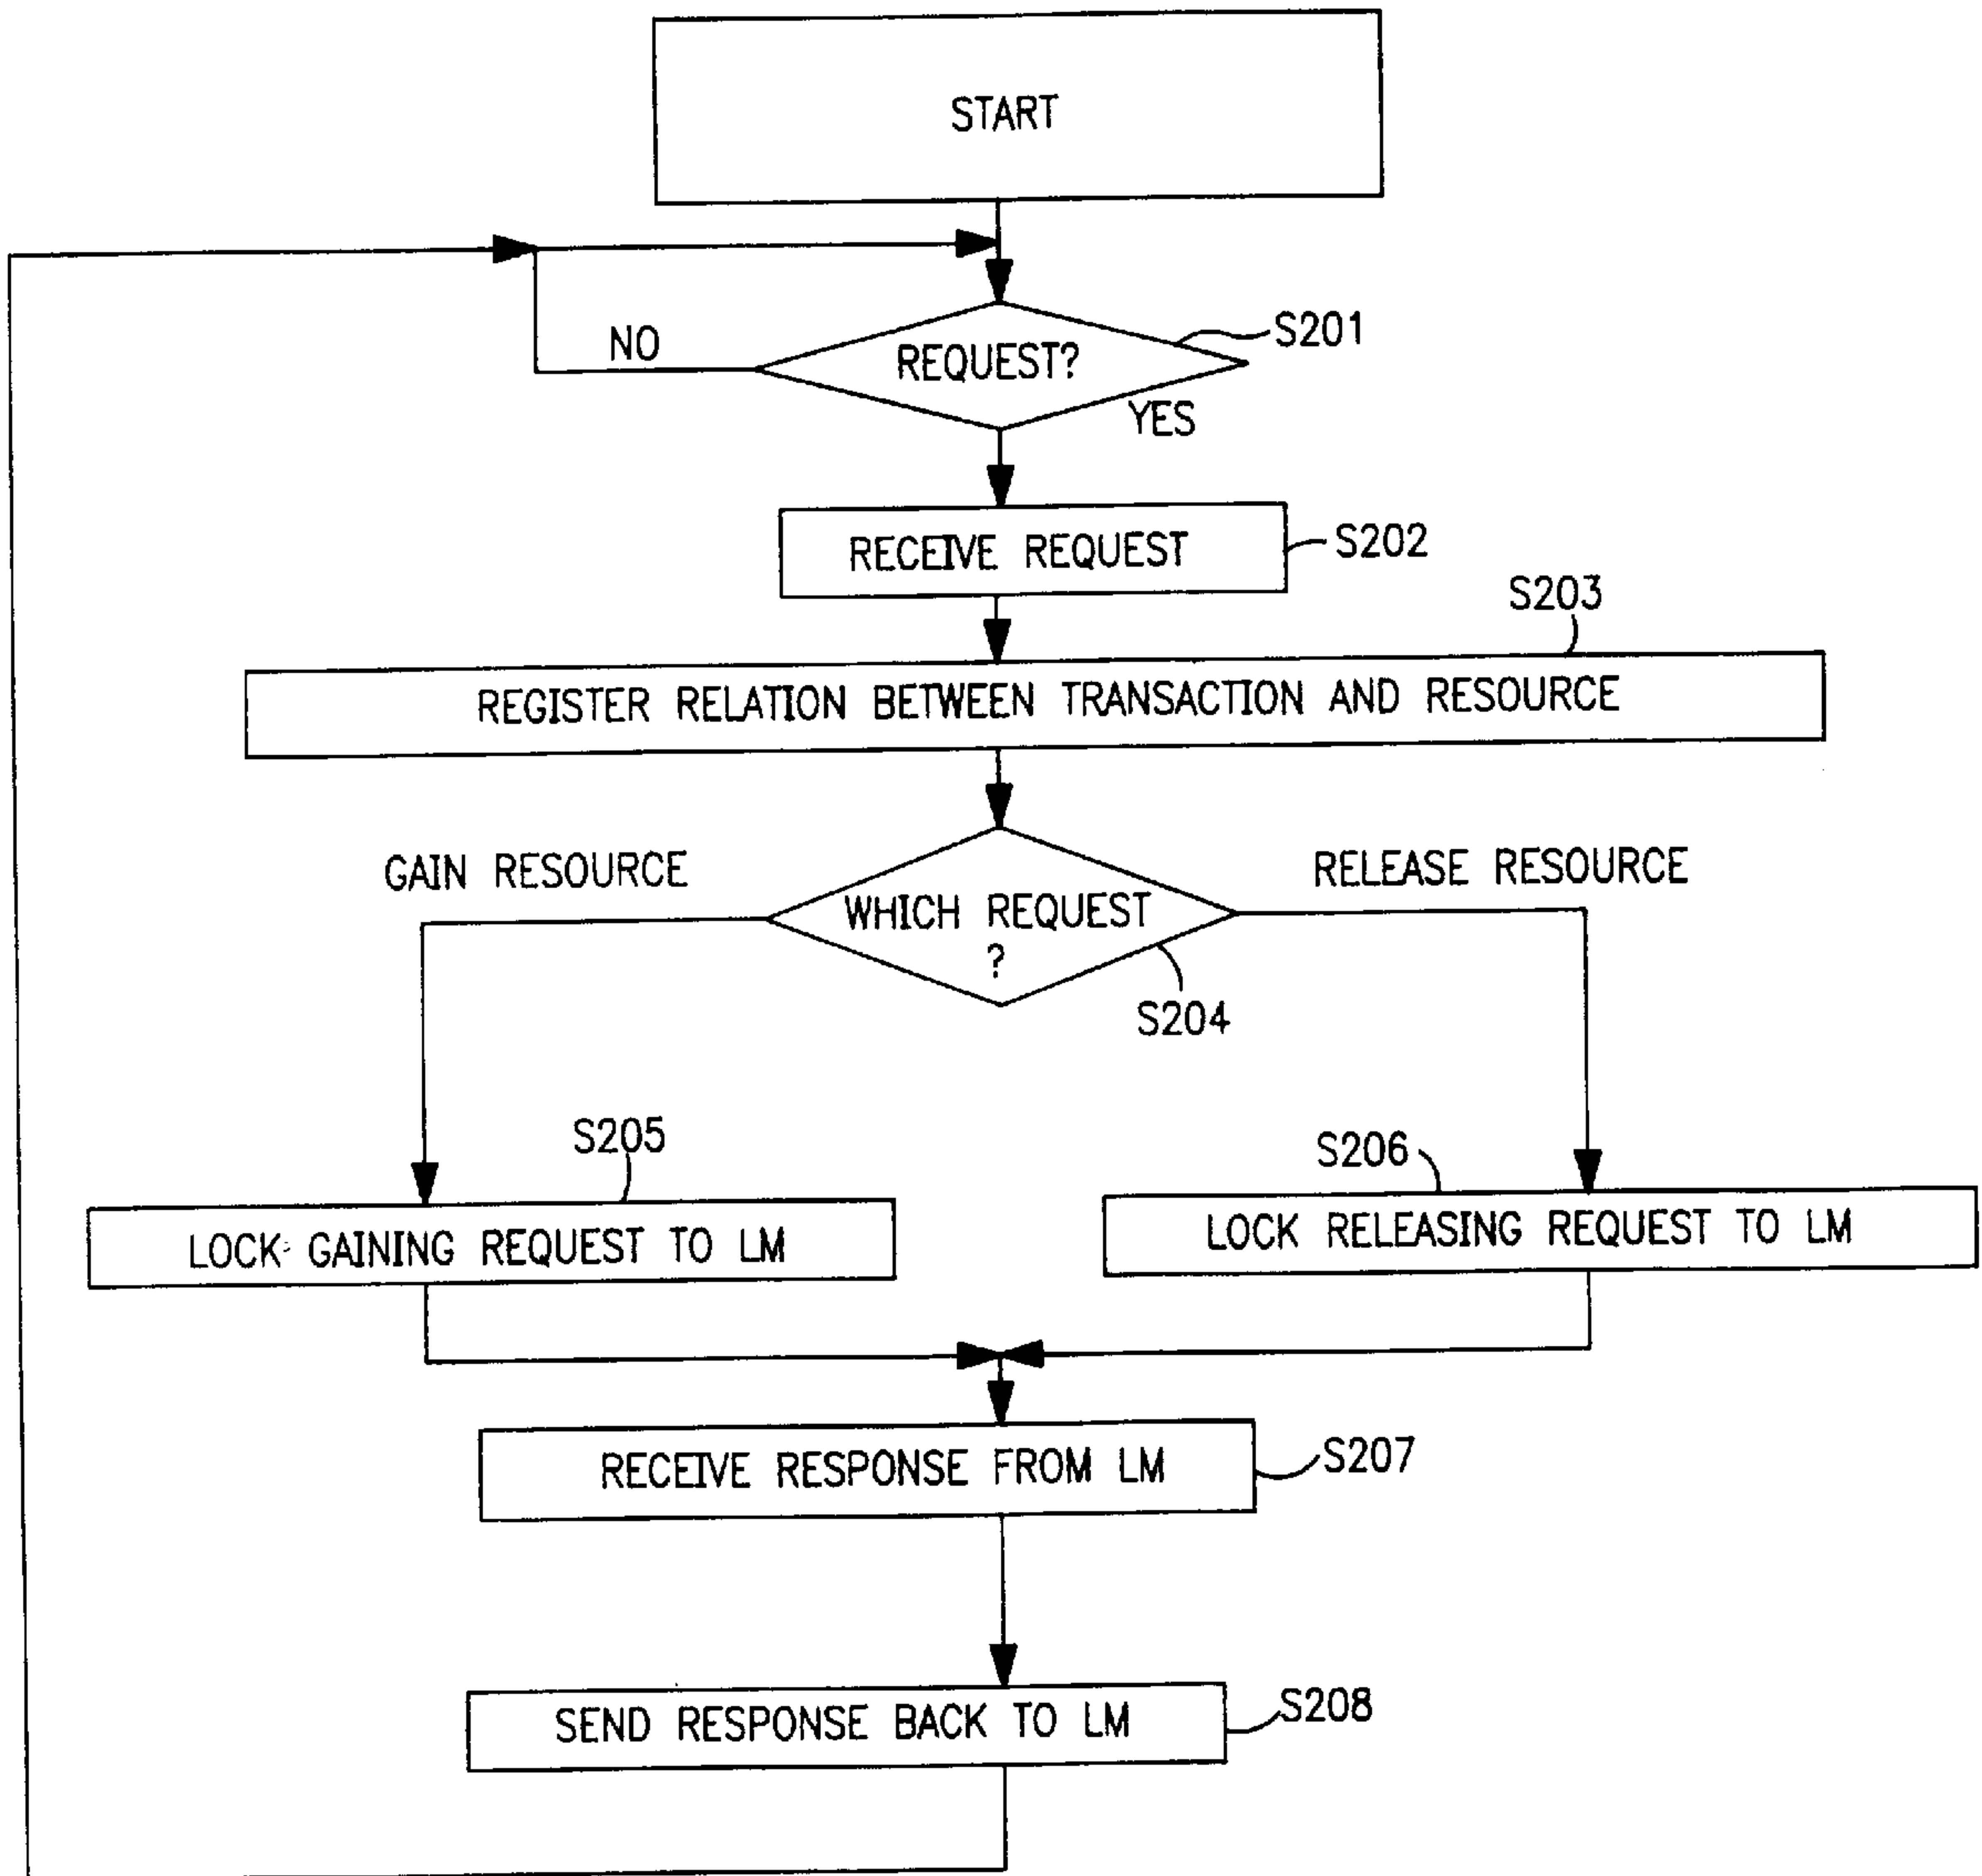 START
NO
REQUEST?
S201
YES
RECEIVE REQUEST
S202
S203
REGISTER RELATION BETWEEN TRANSACTION AND RESOURCE
GAIN RESOURCE
RELEASE RESOURCE
WHICH REQUEST
?
S204
S205
S206
LOCK GAINING REQUEST TO LM
LOCK RELEASING REQUEST TO LM
RECEIVE RESPONSE FROM LM
S207
SEND RESPONSE BACK TO LM
S208